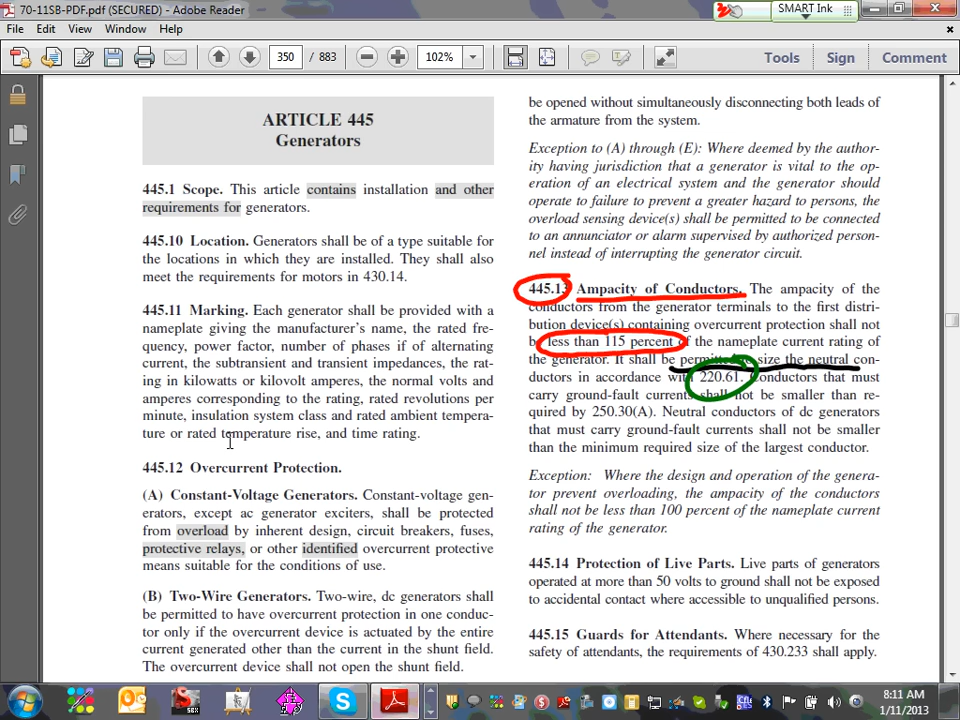 70-11SB-PDF.pdf (SECURED) - Adobe Reader
SMART Ink
File Edit View Window Help
350 / 883
102%
Tools Sign Comment
ARTICLE 445
Generators
445.1 Scope. This article contains installation and other
requirements for generators.
445.10 Location. Generators shall be of a type suitable for
the locations in which they are installed. They shall also
meet the requirements for motors in 430.14.
445.11 Marking. Each generator shall be provided with a
nameplate giving the manufacturer's name, the rated fre-
quency, power factor, number of phases if of alternating
current, the subtransient and transient impedances, the rat-
ing in kilowatts or kilovolt amperes, the normal volts and
amperes corresponding to the rating, rated revolutions per
minute, insulation system class and rated ambient tempera-
ture or rated temperature rise, and time rating.
445.12 Overcurrent Protection.
(A) Constant-Voltage Generators. Constant-voltage gen-
erators, except ac generator exciters, shall be protected
from overload by inherent design, circuit breakers, fuses,
protective relays, or other identified overcurrent protective
means suitable for the conditions of use.
(B) Two-Wire Generators. Two-wire, dc generators shall
be permitted to have overcurrent protection in one conduc-
tor only if the overcurrent device is actuated by the entire
current generated other than the current in the shunt field.
The overcurrent device shall not open the shunt field.
be opened without simultaneously disconnecting both leads of
the armature from the system.
Exception to (A) through (E): Where deemed by the author-
ity having jurisdiction that a generator is vital to the op-
eration of an electrical system and the generator should
operate to failure to prevent a greater hazard to persons, the
overload sensing device(s) shall be permitted to be connected
to an annunciator or alarm supervised by authorized person-
nel instead of interrupting the generator circuit.
445.13 Ampacity of Conductors. The ampacity of the
conductors from the generator terminals to the first distri-
bution device(s) containing overcurrent protection shall not
be less than 115 percent of the nameplate current rating of
the generator. It shall be permitted to size the neutral con-
ductors in accordance with 220.61. Conductors that must
carry ground-fault currents shall not be smaller than re-
quired by 250.30(A). Neutral conductors of dc generators
that must carry ground-fault currents shall not be smaller
than the minimum required size of the largest conductor.
Exception: Where the design and operation of the genera-
tor prevent overloading, the ampacity of the conductors
shall not be less than 100 percent of the nameplate current
rating of the generator.
445.14 Protection of Live Parts. Live parts of generators
operated at more than 50 volts to ground shall not be exposed
to accidental contact where accessible to unqualified persons.
445.15 Guards for Attendants. Where necessary for the
safety of attendants, the requirements of 430.233 shall apply.
8:11 AM
1/11/2013